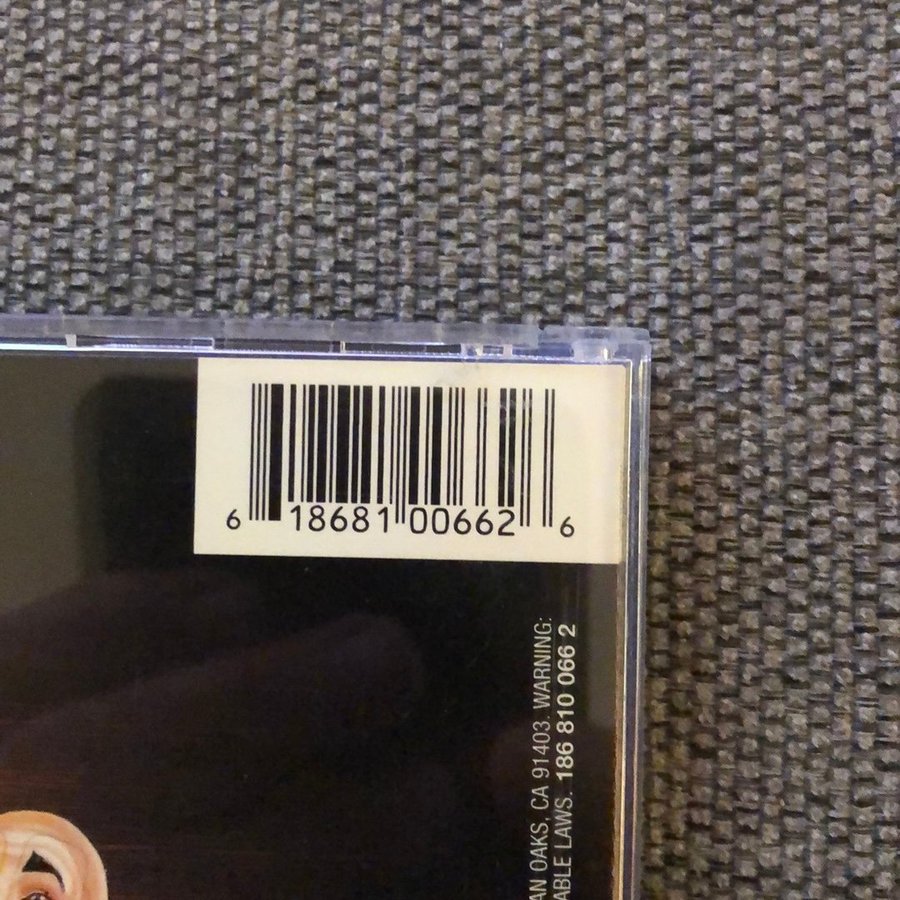 6 18681 00662 6
AN OAKS, CA 91403. WARNING:
ABLE LAWS. 186 810 066 2